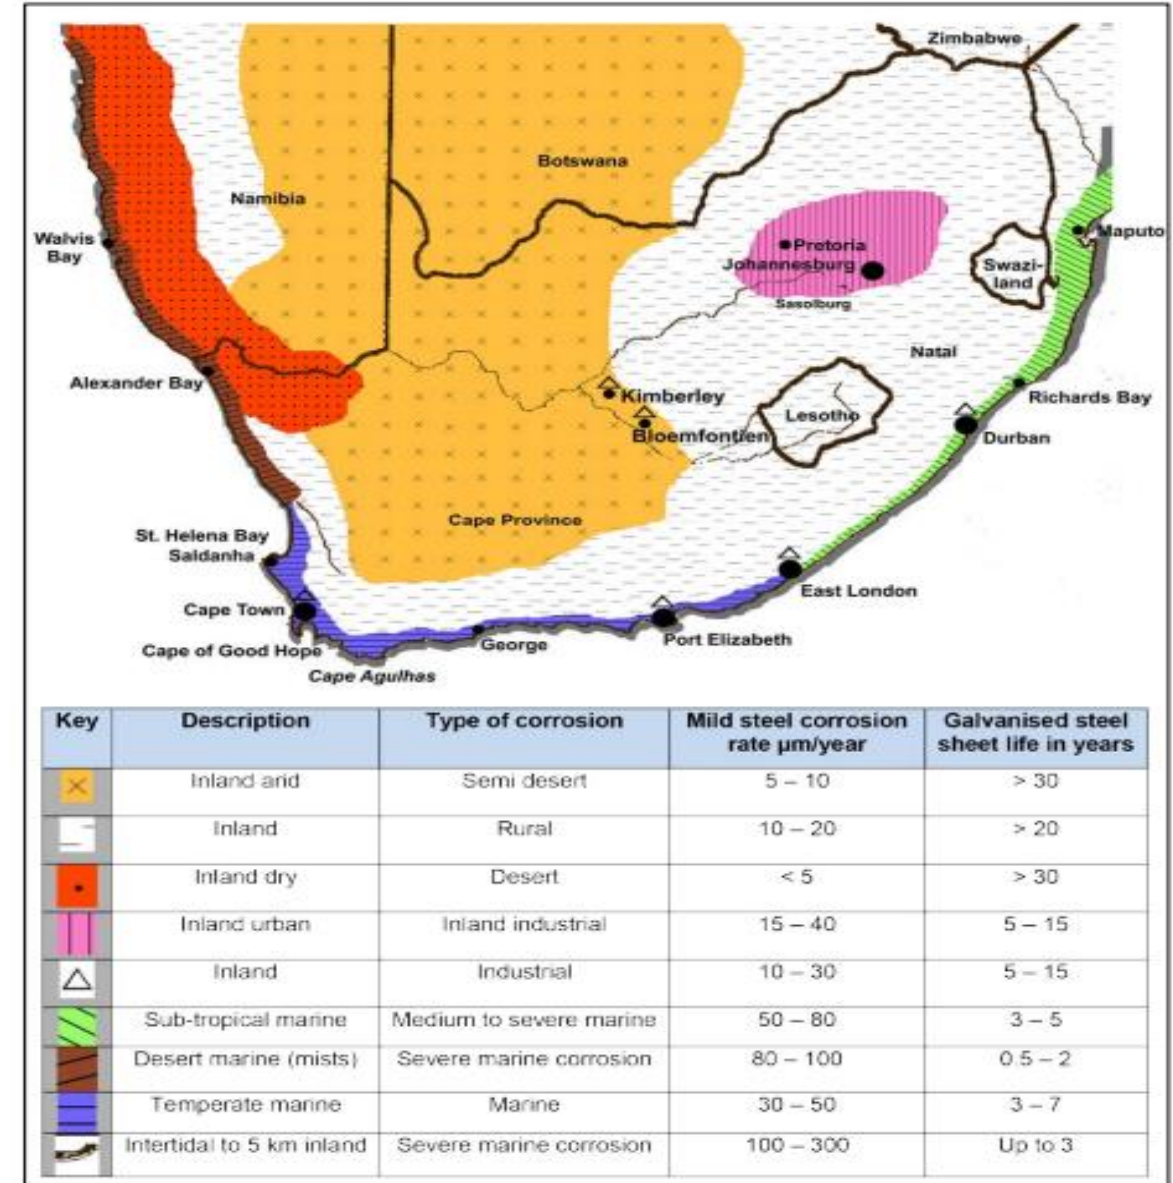 Zimbabwe
Botswana
Namibia
Walvis
Bay
Pretoria
Johannesburg
Maputo
Swazi-
land
Sasolburg
Natal
Alexander Bay
Kimberley
Richards Bay
Lesotho
Bloemfontien
Durban
Cape Province
St. Helena Bay
Saldanha
East London
Cape Town
Port Elizabeth
George
Cape of Good Hope
Cape Agulhas
Key Description Type of corrosion Mild steel corrosion rate µm/year Galvanised steel sheet life in years
Inland arid Semi desert 5 – 10 > 30
Inland Rural 10 – 20 > 20
Inland dry Desert < 5 > 30
Inland urban Inland industrial 15 – 40 5 – 15
Inland Industrial 10 – 30 5 – 15
Sub-tropical marine Medium to severe marine 50 – 80 3 – 5
Desert marine (mists) Severe marine corrosion 80 – 100 0.5 – 2
Temperate marine Marine 30 – 50 3 – 7
Intertidal to 5 km inland Severe marine corrosion 100 – 300 Up to 3